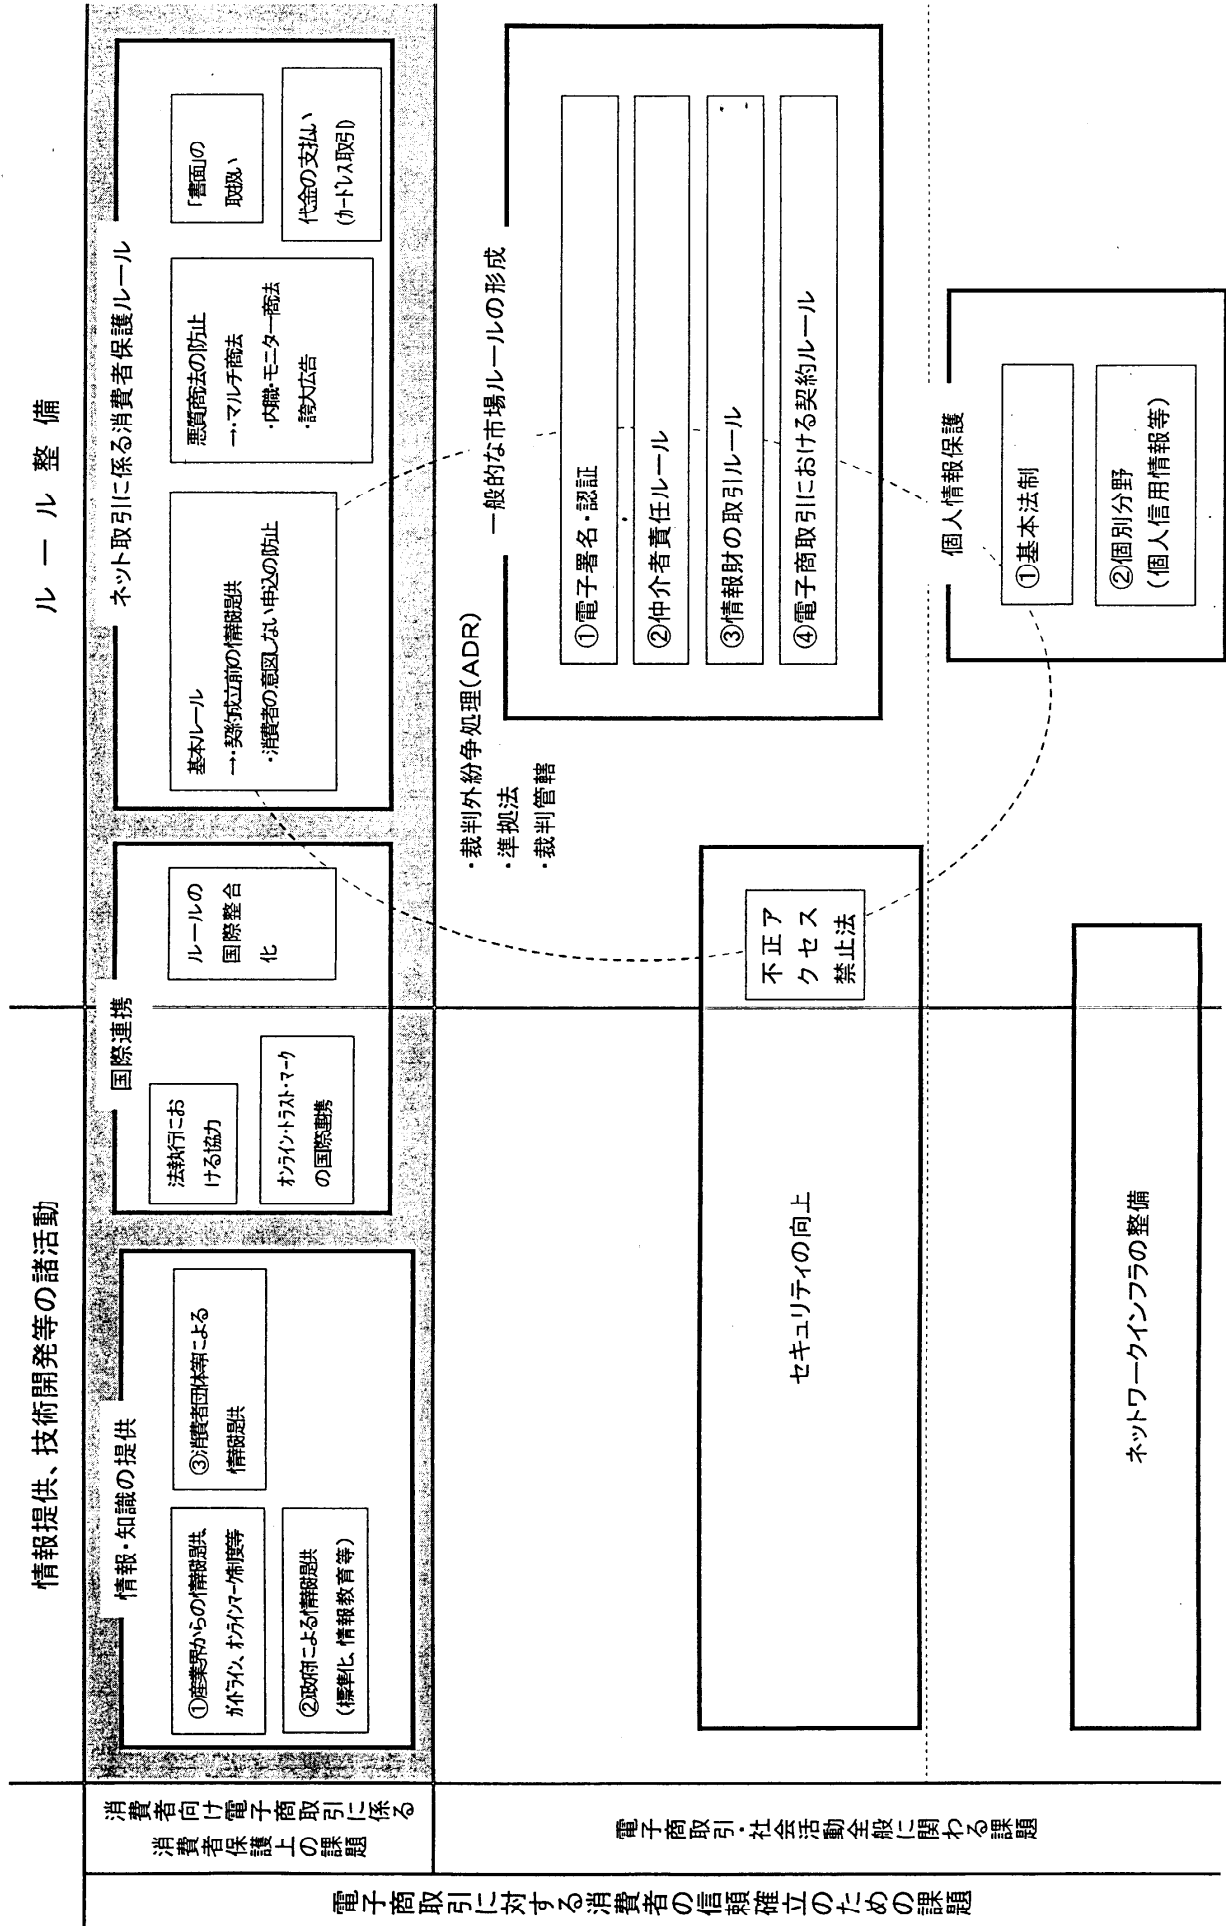 電子商取引に対する消費者の信頼確立のための課題
情報提供、技術開発等の諸活動
ルール整備
消費者向け電子商取引に係る
消費者保護上の課題
情報・知識の提供
①産業界からの情報提供、
ガイドライン、オンラインマーク制度等
②政府による情報提供
(標準化、情報教育等)
③消費者団体等による
情報提供
国際連携
法執行にお
ける協力
オンライン・トラスト・マーク
の国際連携
ルールの
国際整合
化
ネット取引に係る消費者保護ルール
基本ルール
→・契約成立前の情報提供
・消費者の意図しない申込の防止
悪質商法の防止
→・マルチ商法
・内職・モニター商法
・誇大広告
「書面」の
取扱い
代金の支払い
(カードレス取引)
電子商取引・社会活動全般に関わる課題
・裁判外紛争処理(ADR)
・準拠法
・裁判管轄
一般的な市場ルールの形成
①電子署名・認証
②仲介者責任ルール
③情報財の取引ルール
④電子商取引における契約ルール
セキュリティの向上
不正ア
クセス
禁止法
個人情報保護
①基本法制
②個別分野
(個人信用情報等)
ネットワークインフラの整備